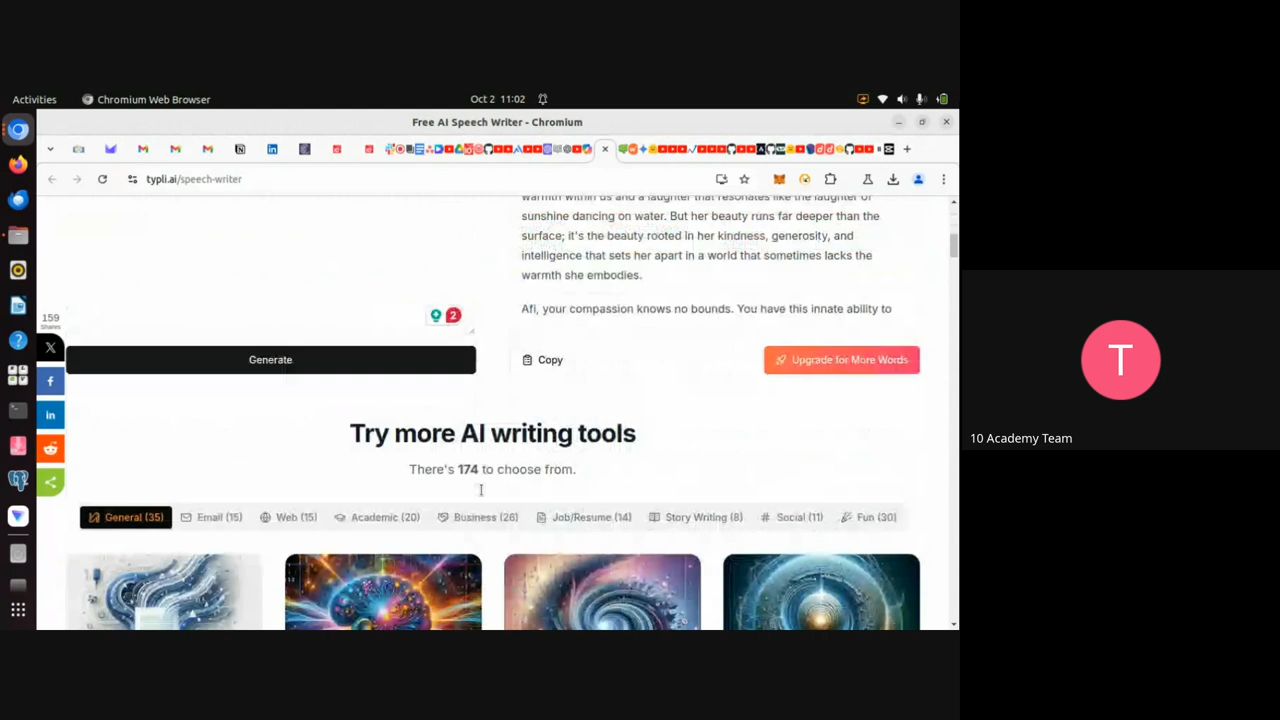 Activities
Chromium Web Browser
Oct 2 11:02
Free AI Speech Writer - Chromium
typli.ai/speech-writer
warmth within us and a laughter that resonates like the laughter of
sunshine dancing on water. But her beauty runs far deeper than the
surface; it's the beauty rooted in her kindness, generosity, and
intelligence that sets her apart in a world that sometimes lacks the
warmth she embodies.
Afi, your compassion knows no bounds. You have this innate ability to
2
159
Shares
Generate
Copy
Upgrade for More Words
Try more AI writing tools
There's 174 to choose from.
General (35) Email (15) Web (15) Academic (20) Business (26) Job/Resume (14) Story Writing (8) Social (11) Fun (30)
T
10 Academy Team